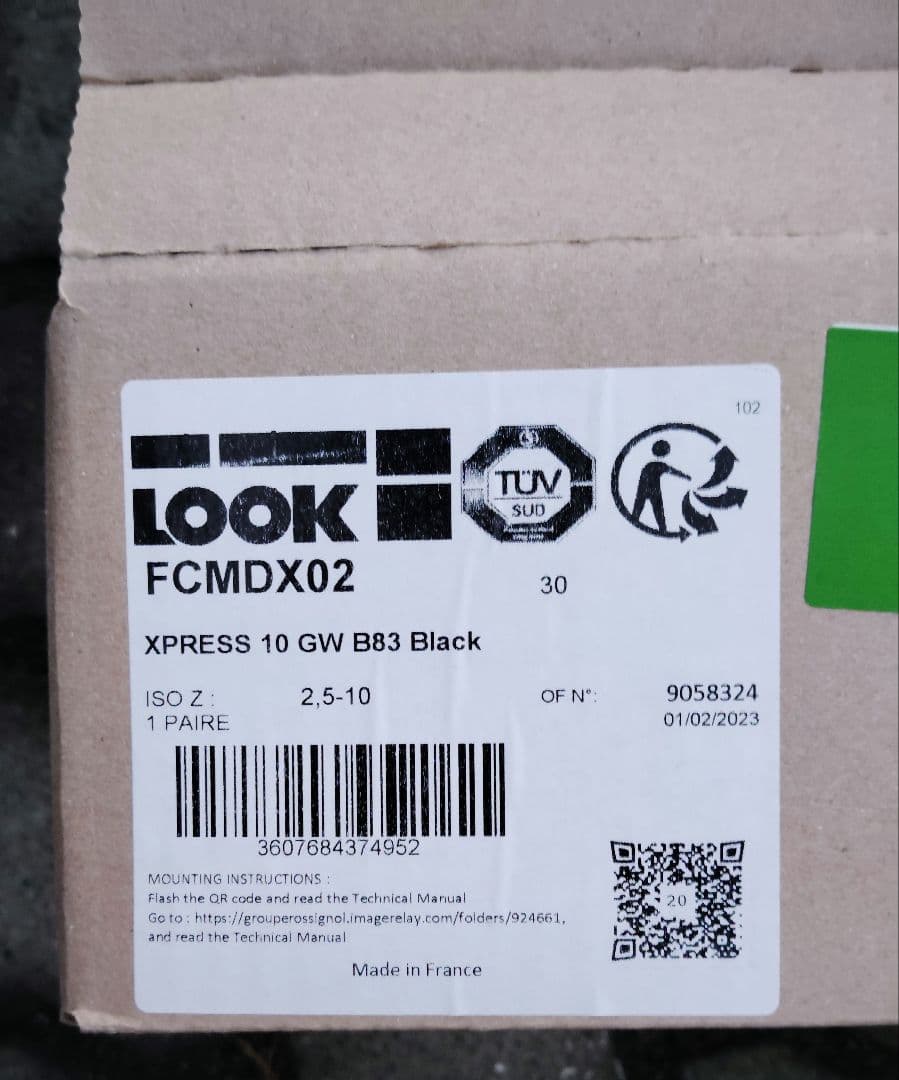 102
LOOK
TÜV
SÜD
FCMDX02
30
XPRESS 10 GW B83 Black
ISO Z : 2,5-10 OF N°: 9058324
1 PAIRE 01/02/2023
3607684374952
MOUNTING INSTRUCTIONS :
Flash the QR code and read the Technical Manual
Go to : https://grouperossignol.imagerelay.com/folders/924661,
and read the Technical Manual
20
Made in France